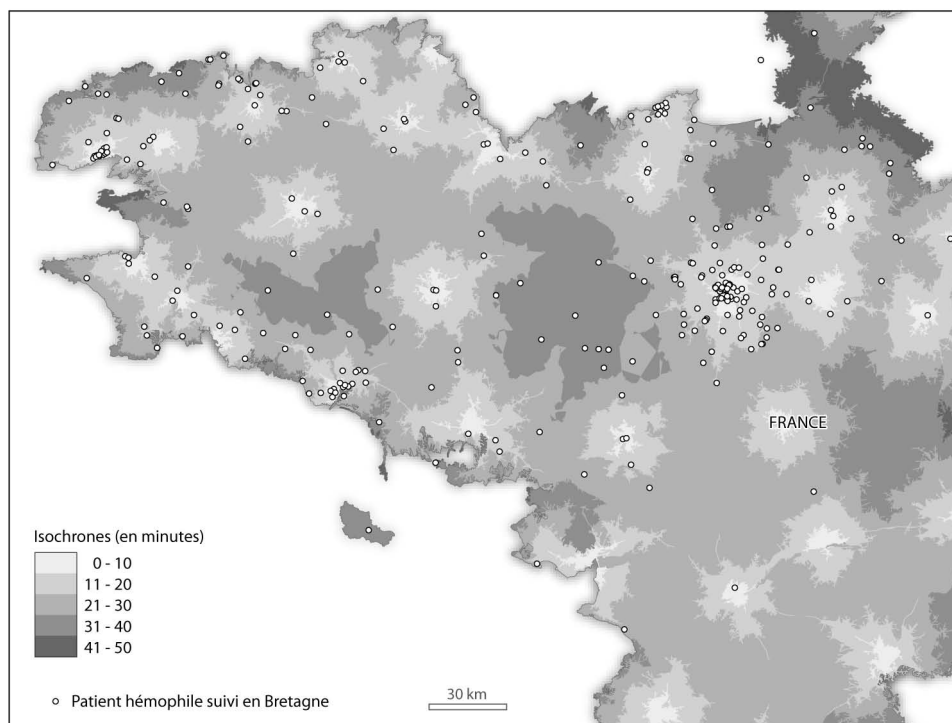 FRANCE
Isochrones (en minutes)
0 - 10
11 - 20
21 - 30
31 - 40
41 - 50
Patient hémophile suivi en Bretagne
30 km